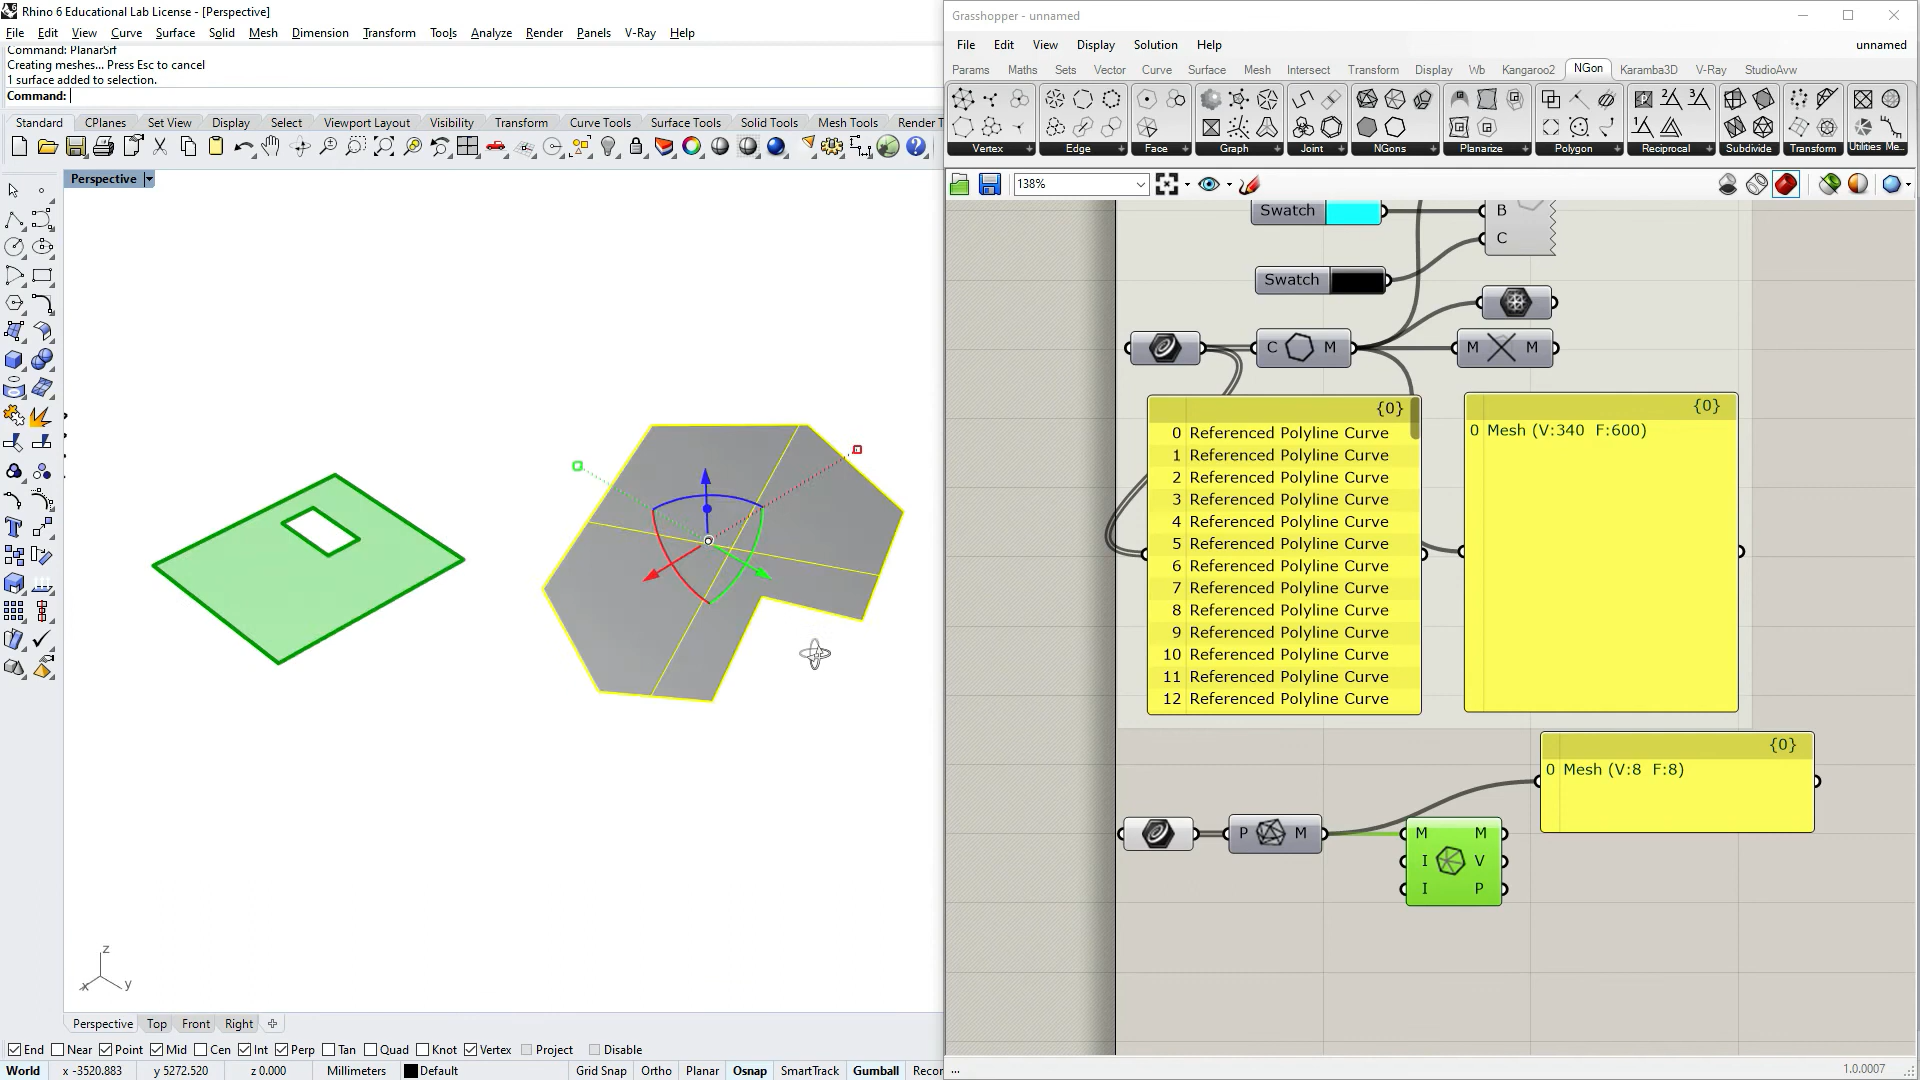 Rhino 6 Educational Lab License - [Perspective]
File Edit View Curve Surface Solid Mesh Dimension Transform Tools Analyze Render Panels V-Ray Help
Command: PlanarSrf
Creating meshes... Press Esc to cancel
1 surface added to selection.
Command:
Standard CPlanes Set View Display Select Viewport Layout Visibility Transform Curve Tools Surface Tools Solid Tools Mesh Tools Render T
Perspective
z
x y
Perspective Top Front Right
End Near Point Mid Cen Int Perp Tan Quad Knot Vertex Project Disable
World x -3520.883 y 5272.520 z 0.000 Millimeters Default Grid Snap Ortho Planar Osnap SmartTrack Gumball Recor
Grasshopper - unnamed
File Edit View Display Solution Help unnamed
Params Maths Sets Vector Curve Surface Mesh Intersect Transform Display Wb Kangaroo2 NGon Karamba3D V-Ray StudioAvw
Vertex Edge Face Graph Joint NGons Planarize Polygon Reciprocal Subdivide Transform Utilities Me...
138%
Swatch B
C
Swatch
C M M M
{0}
0 Referenced Polyline Curve
1 Referenced Polyline Curve
2 Referenced Polyline Curve
3 Referenced Polyline Curve
4 Referenced Polyline Curve
5 Referenced Polyline Curve
6 Referenced Polyline Curve
7 Referenced Polyline Curve
8 Referenced Polyline Curve
9 Referenced Polyline Curve
10 Referenced Polyline Curve
11 Referenced Polyline Curve
12 Referenced Polyline Curve
{0}
0 Mesh (V:340 F:600)
{0}
0 Mesh (V:8 F:8)
P M M M
I V
I P
... 1.0.0007